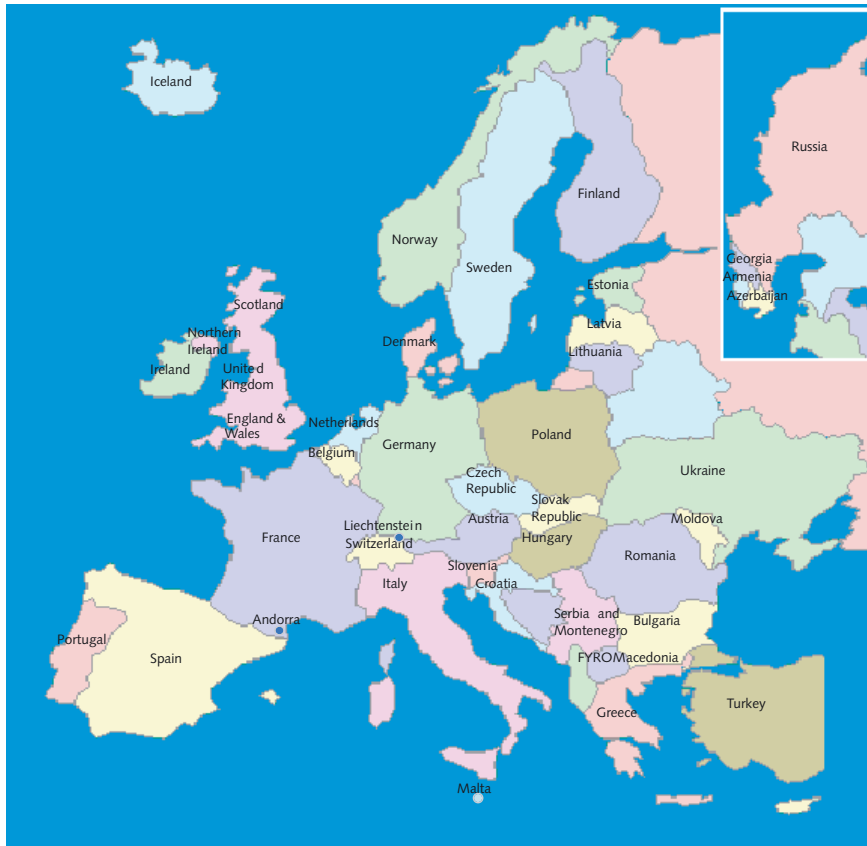 Iceland
Russia
Finland
Norway
Georgia
Sweden
Armenia
Estonia
Azerbaijan
Scotland
Latvia
Northern
Ireland
Denmark
Lithuania
Ireland
United
Kingdom
England &
Wales
Netherlands
Germany
Poland
Belgium
Czech
Republic
Ukraine
Slovak
Republic
Austria
Moldova
Liechtenstein
Switzerland
France
Hungary
Romania
Slovenia
Italy
Croatia
Andorra
Serbia and
Montenegro
Bulgaria
Portugal
Spain
FYROMacedonia
Turkey
Greece
Malta